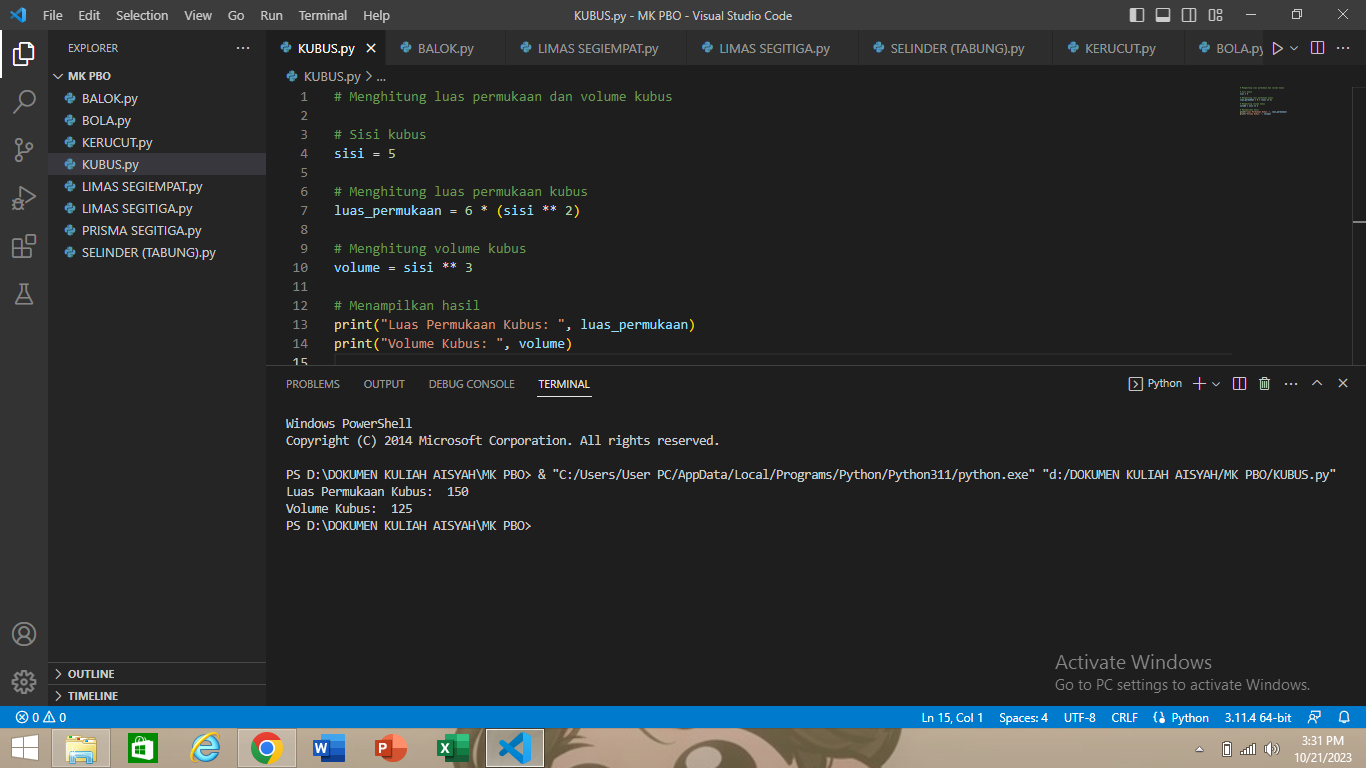 File Edit Selection View Go Run Terminal Help KUBUS.py - MK PBO - Visual Studio Code
EXPLORER
MK PBO
BALOK.py
BOLA.py
KERUCUT.py
KUBUS.py
LIMAS SEGIEMPAT.py
LIMAS SEGITIGA.py
PRISMA SEGITIGA.py
SELINDER (TABUNG).py
OUTLINE
TIMELINE
KUBUS.py BALOK.py LIMAS SEGIEMPAT.py LIMAS SEGITIGA.py SELINDER (TABUNG).py KERUCUT.py BOLA.py
KUBUS.py > ...
1 # Menghitung luas permukaan dan volume kubus
2
3 # Sisi kubus
4 sisi = 5
5
6 # Menghitung luas permukaan kubus
7 luas_permukaan = 6 * (sisi ** 2)
8
9 # Menghitung volume kubus
10 volume = sisi ** 3
11
12 # Menampilkan hasil
13 print("Luas Permukaan Kubus: ", luas_permukaan)
14 print("Volume Kubus: ", volume)
15
PROBLEMS OUTPUT DEBUG CONSOLE TERMINAL Python
Windows PowerShell
Copyright (C) 2014 Microsoft Corporation. All rights reserved.
PS D:\DOKUMEN KULIAH AISYAH\MK PBO> & "C:/Users/User PC/AppData/Local/Programs/Python/Python311/python.exe" "d:/DOKUMEN KULIAH AISYAH/MK PBO/KUBUS.py"
Luas Permukaan Kubus:  150
Volume Kubus:  125
PS D:\DOKUMEN KULIAH AISYAH\MK PBO>
Activate Windows
Go to PC settings to activate Windows.
0 0 Ln 15, Col 1 Spaces: 4 UTF-8 CRLF Python 3.11.4 64-bit
3:31 PM
10/21/2023